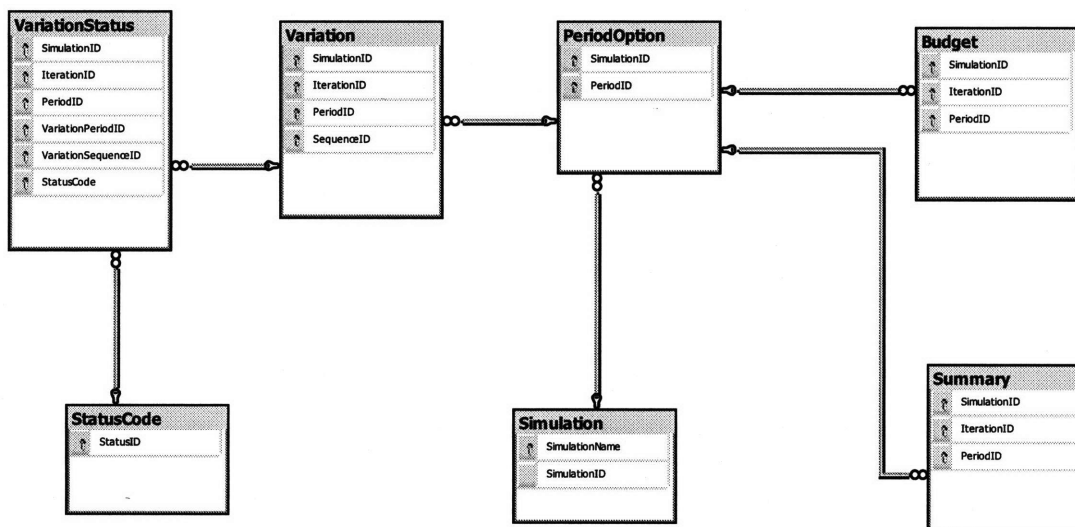 VariationStatus
SimulationID
IterationID
PeriodID
VariationPeriodID
VariationSequenceID
StatusCode
Variation
SimulationID
IterationID
PeriodID
SequenceID
PeriodOption
SimulationID
PeriodID
Budget
SimulationID
IterationID
PeriodID
StatusCode
StatusID
Simulation
SimulationName
SimulationID
Summary
SimulationID
IterationID
PeriodID